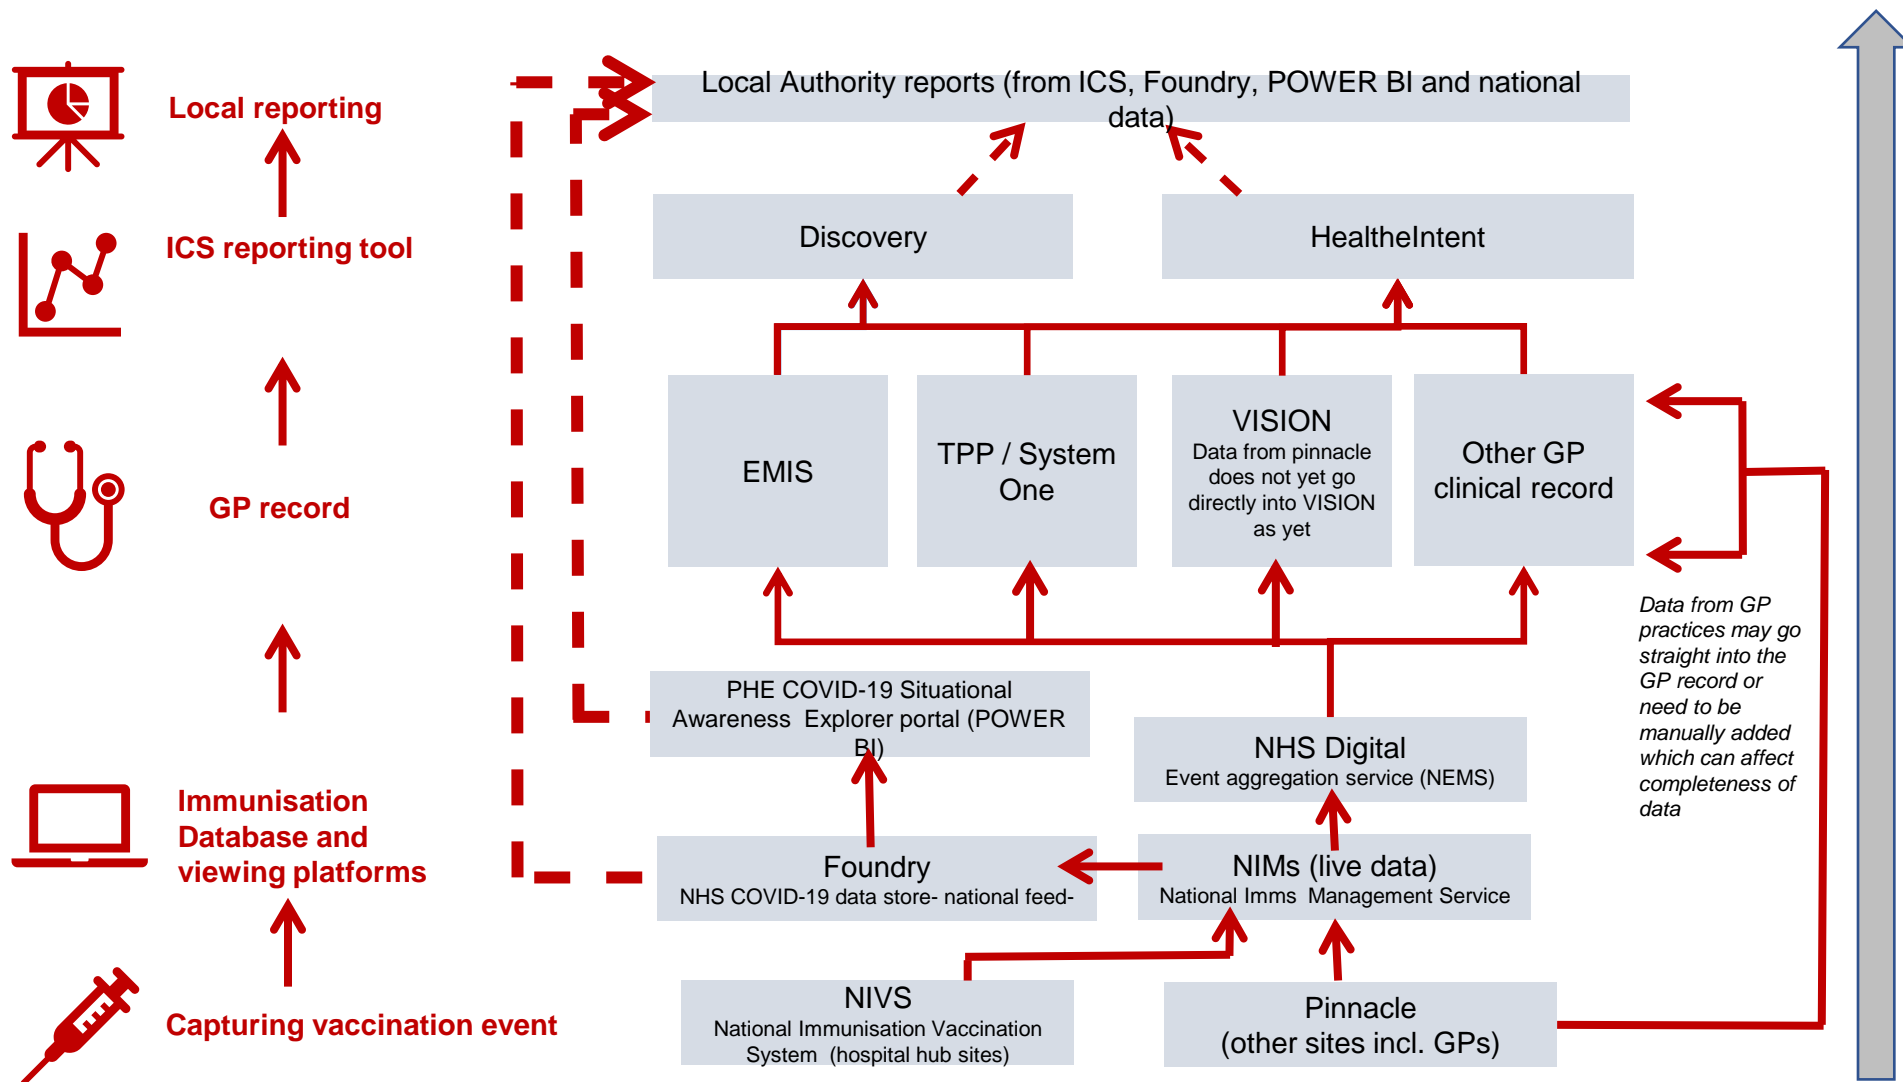 Local Authority reports (from ICS, Foundry, POWER BI and national
data)
Local reporting
ICS reporting tool
Discovery
HealtheIntent
GP record
EMIS
TPP / System
One
VISION
Data from pinnacle
does not yet go
directly into VISION
as yet
Other GP
clinical record
Data from GP
practices may go
straight into the
GP record or
need to be
manually added
which can affect
completeness of
data
PHE COVID-19 Situational
Awareness Explorer portal (POWER
BI)
NHS Digital
Event aggregation service (NEMS)
Immunisation
Database and
viewing platforms
Foundry
NHS COVID-19 data store- national feed-
NIMs (live data)
National Imms Management Service
Capturing vaccination event
NIVS
National Immunisation Vaccination
System (hospital hub sites)
Pinnacle
(other sites incl. GPs)